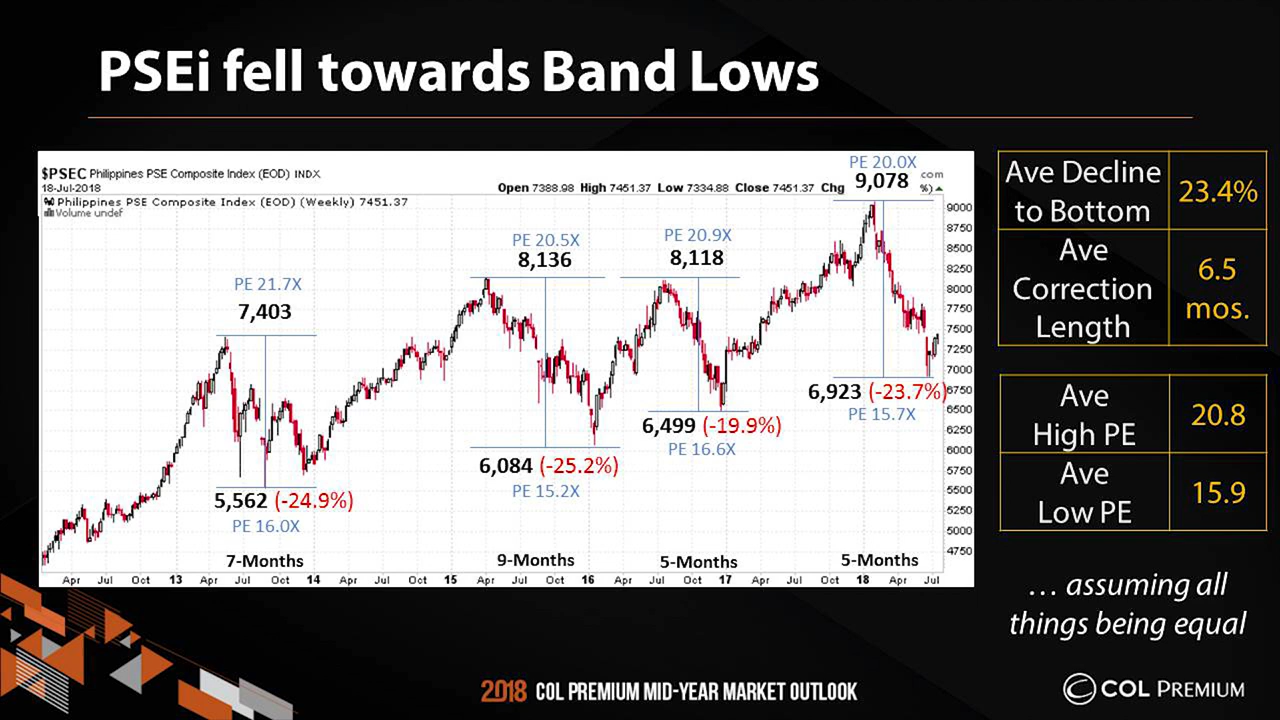 PSEi fell towards Band Lows
$PSEC Philippines PSE Composite Index (EOD) INDX
18-Jul-2018
Open 7388.98 High 7451.37 Low 7334.88 Close 7451.37 Chg
com
%)
Philippines PSE Composite Index (EOD) (Weekly) 7451.37
Volume undef
PE 20.0X
9,078
PE 20.5X
8,136
PE 20.9X
8,118
PE 21.7X
7,403
6,923 (-23.7%)
PE 15.7X
6,499 (-19.9%)
PE 16.6X
6,084 (-25.2%)
PE 15.2X
5,562 (-24.9%)
PE 16.0X
7-Months
9-Months
5-Months
5-Months
9000
8750
8500
8250
8000
7750
7500
7250
7000
6750
6500
6250
6000
5750
5500
5250
5000
4750
Apr Jul Oct 13 Apr Jul Oct 14 Apr Jul Oct 15 Apr Jul Oct 16 Apr Jul Oct 17 Apr Jul Oct 18 Apr Jul
Ave Decline
to Bottom
23.4%
Ave
Correction
Length
6.5
mos.
Ave
High PE
20.8
Ave
Low PE
15.9
… assuming all
things being equal
2018 COL PREMIUM MID-YEAR MARKET OUTLOOK
COL PREMIUM